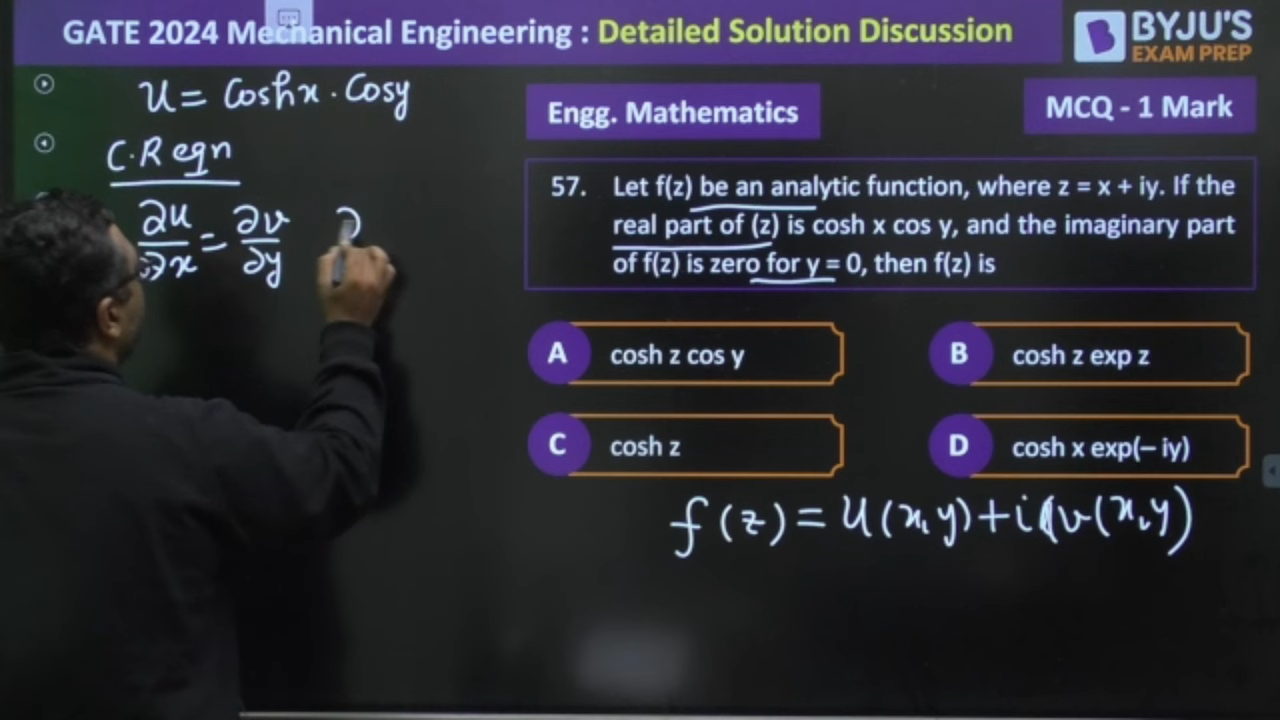 GATE 2024 Mechanical Engineering : Detailed Solution Discussion
BYJU'S
EXAM PREP
u = Coshx . Cosy
C.R eqn
∂u/∂x = ∂v/∂y ∂
Engg. Mathematics
MCQ - 1 Mark
57. Let f(z) be an analytic function, where z = x + iy. If the
real part of (z) is cosh x cos y, and the imaginary part
of f(z) is zero for y = 0, then f(z) is
A cosh z cos y
B cosh z exp z
C cosh z
D cosh x exp(– iy)
f(z) = u(x,y)+i(v(x,y)